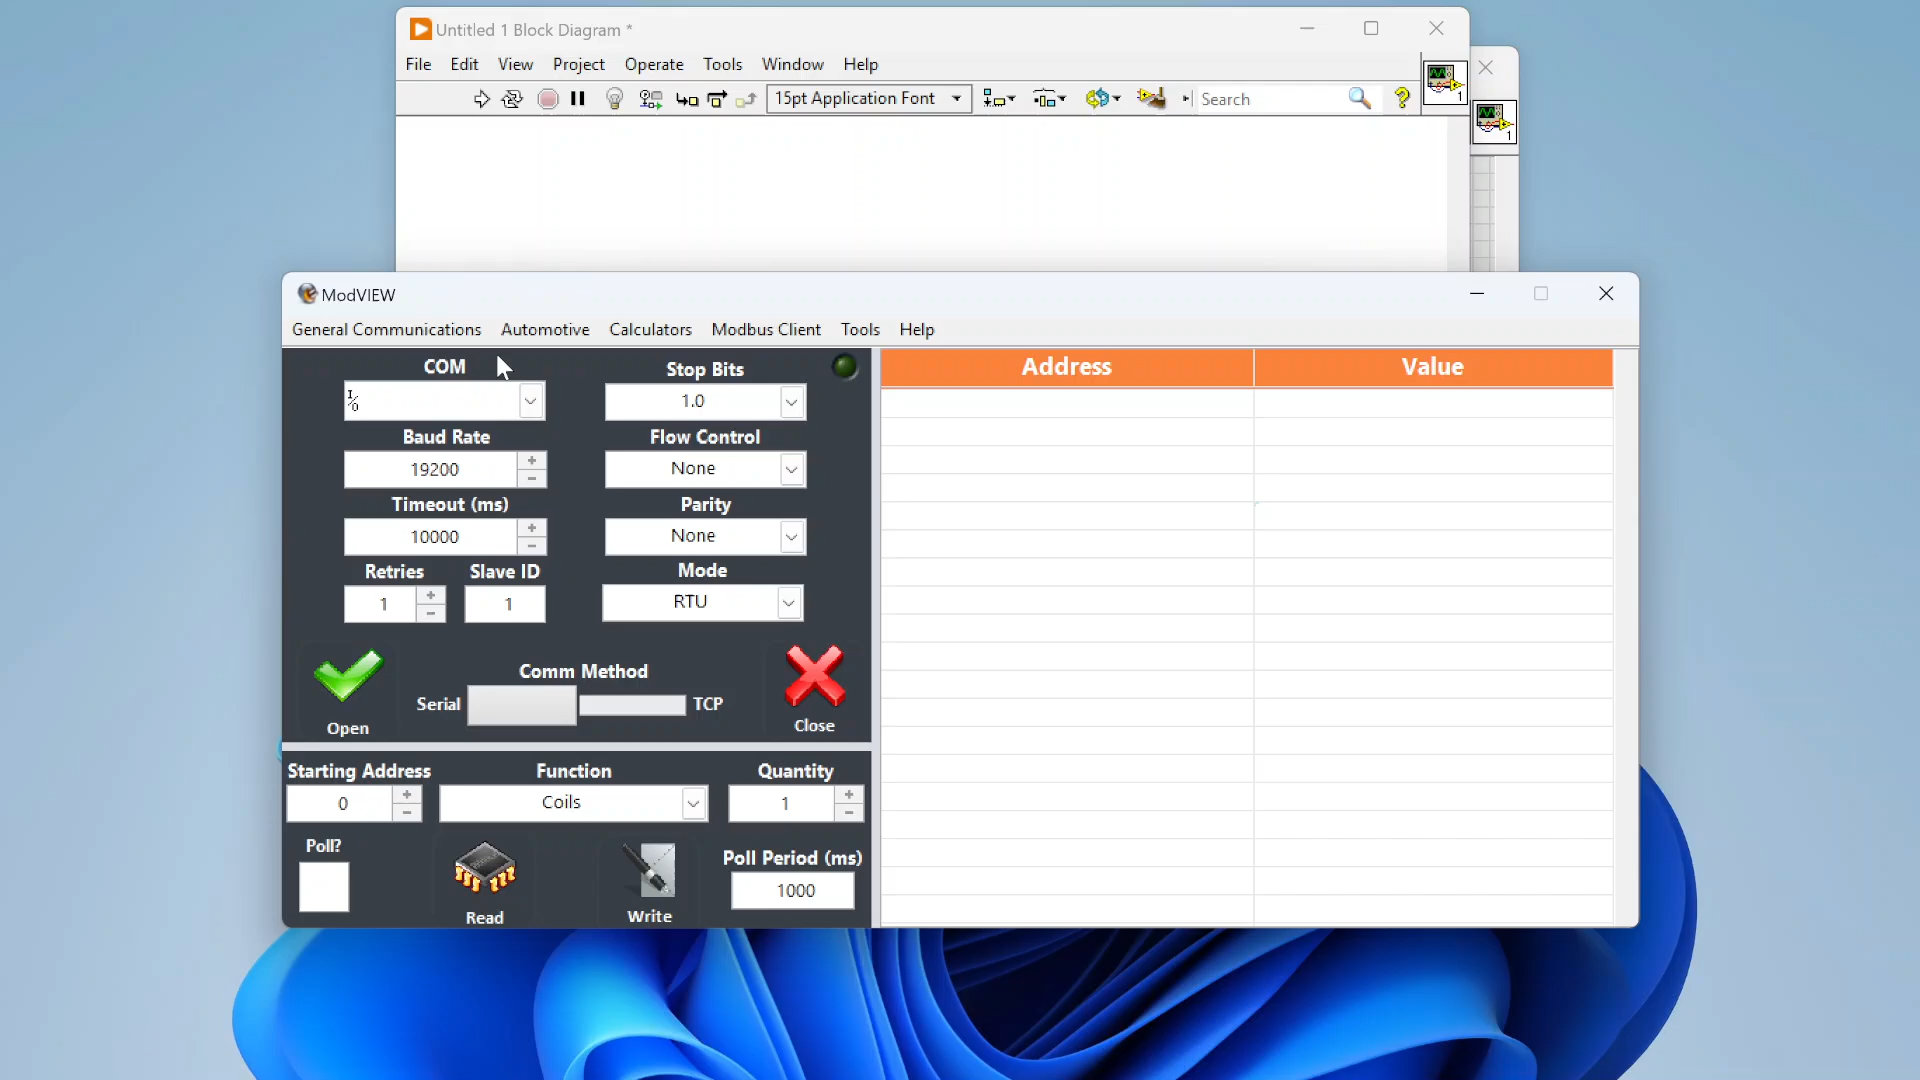 Untitled 1 Block Diagram *
File Edit View Project Operate Tools Window Help
15pt Application Font Search
1
1
ModVIEW
General Communications Automotive Calculators Modbus Client Tools Help
COM Stop Bits Address Value
1.0
Baud Rate Flow Control
19200 None
Timeout (ms) Parity
10000 None
Retries Slave ID Mode
1 1 RTU
Comm Method
Serial TCP
Open Close
Starting Address Function Quantity
0 Coils 1
Poll? Poll Period (ms)
1000
Read Write